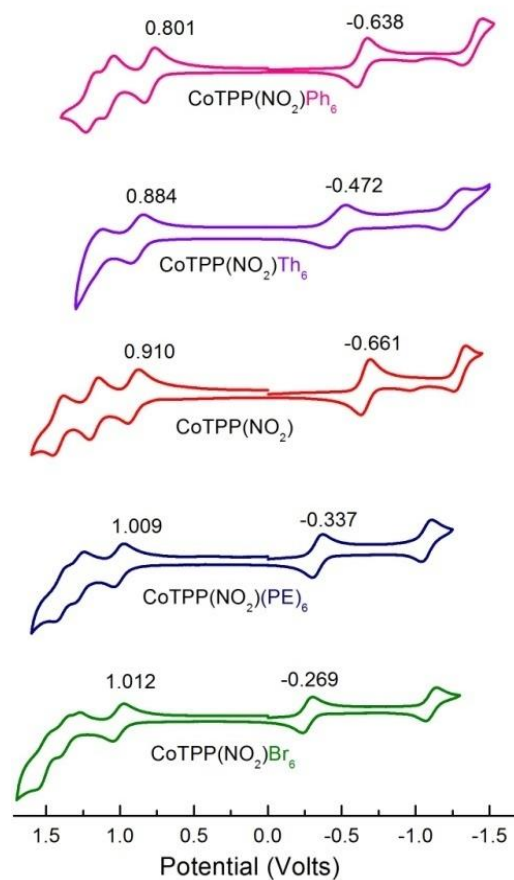 0.801 -0.638
CoTPP(NO₂)Ph₆
0.884 -0.472
CoTPP(NO₂)Th₆
0.910 -0.661
CoTPP(NO₂)
1.009 -0.337
CoTPP(NO₂)(PE)₆
1.012 -0.269
CoTPP(NO₂)Br₆
1.5 1.0 0.5 0.0 -0.5 -1.0 -1.5
Potential (Volts)